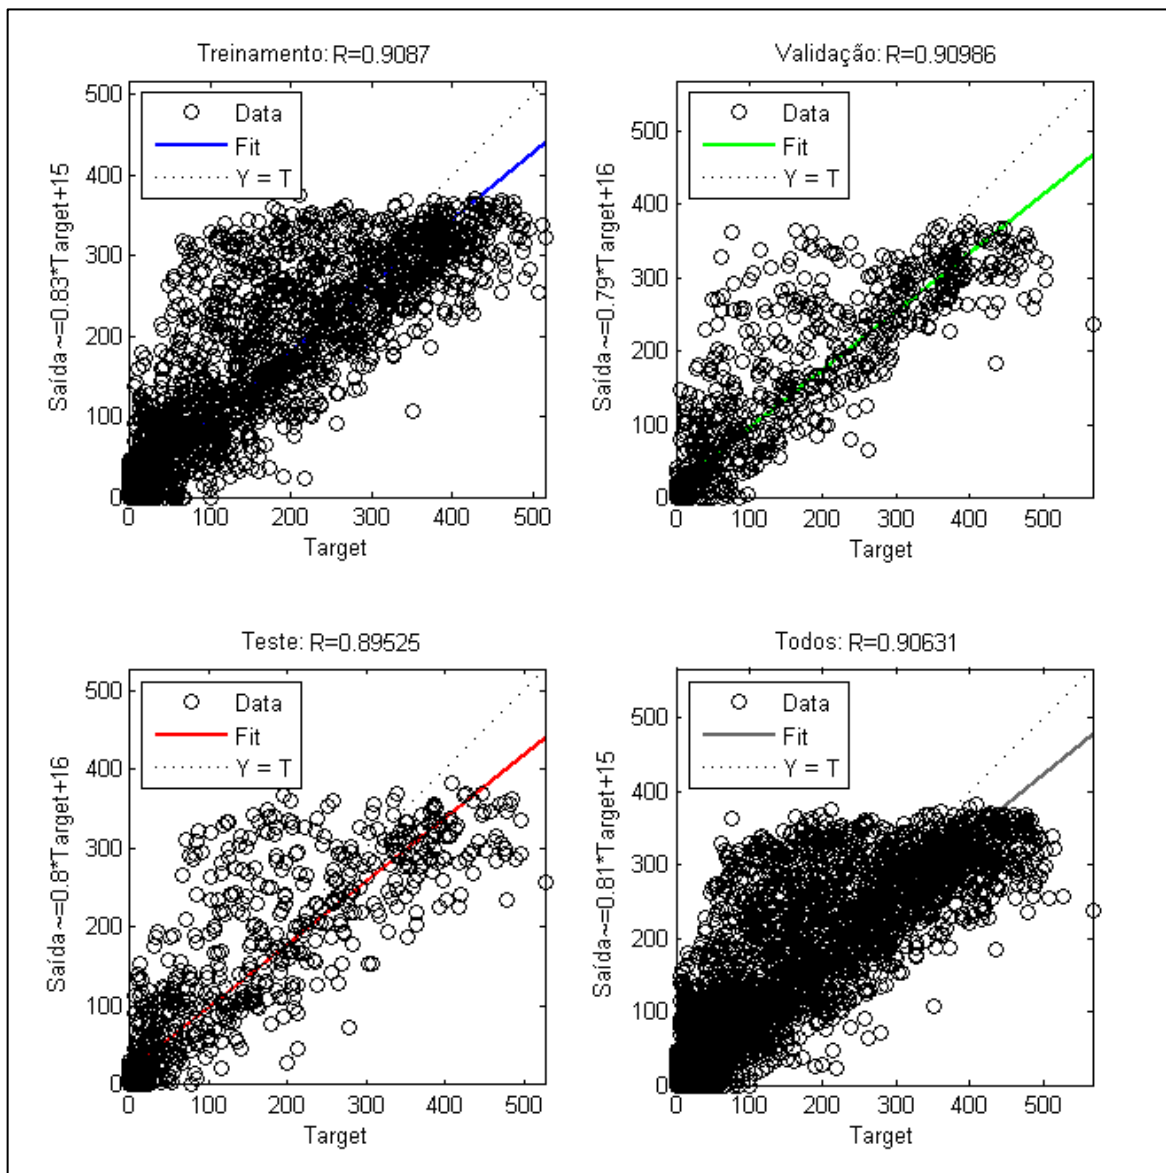 Treinamento: R=0.9087
Saída ~=0.83*Target+15
500
400
300
200
100
0
Data
Fit
Y = T
0 100 200 300 400 500
Target
Validação: R=0.90986
Saída ~=0.79*Target+16
500
400
300
200
100
0
Data
Fit
Y = T
0 100 200 300 400 500
Target
Teste: R=0.89525
Saída ~=0.8*Target+16
500
400
300
200
100
0
Data
Fit
Y = T
0 100 200 300 400 500
Target
Todos: R=0.90631
Saída ~=0.81*Target+15
500
400
300
200
100
0
Data
Fit
Y = T
0 100 200 300 400 500
Target